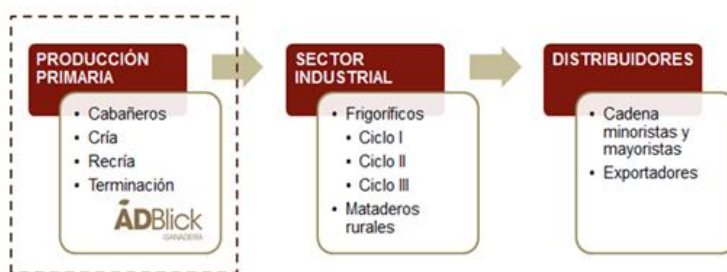 PRODUCCIÓN
PRIMARIA
• Cabañeros
• Cría
• Recría
• Terminación
ADBlick
GANADERÍA
SECTOR
INDUSTRIAL
• Frigoríficos
• Ciclo I
• Ciclo II
• Ciclo III
• Mataderos
rurales
DISTRIBUIDORES
• Cadena
minoristas y
mayoristas
• Exportadores